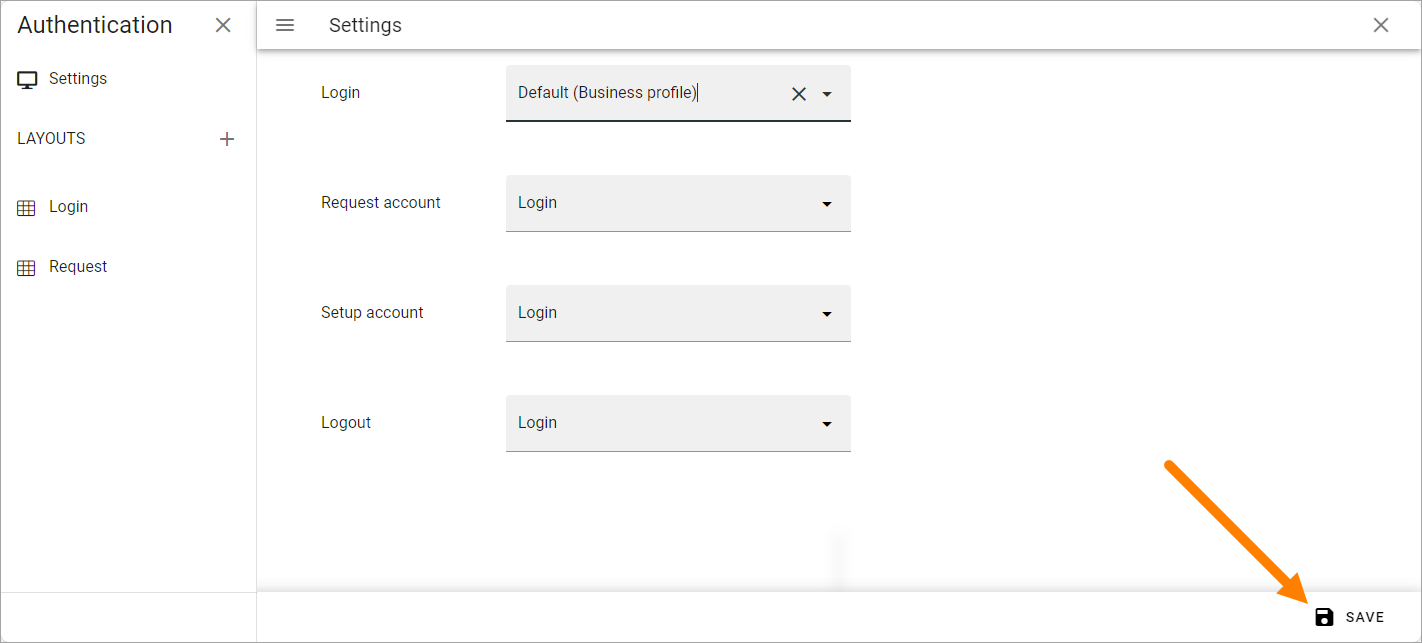 Authentication
Settings
LAYOUTS
Login
Request
Settings
Login
Default (Business profile)
Request account
Login
Setup account
Login
Logout
Login
SAVE